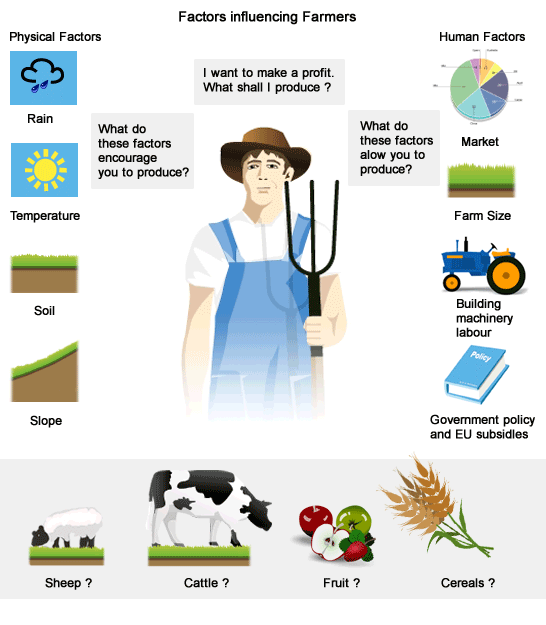 Factors influencing Farmers
Physical Factors
Human Factors
I want to make a profit.
What shall I produce ?
Rain
What do
these factors
encourage
you to produce?
What do
these factors
alow you to
produce?
Market
Temperature
Farm Size
Soil
Building
machinery
labour
Policy
Slope
Government policy
and EU subsidles
Sheep ?
Cattle ?
Fruit ?
Cereals ?